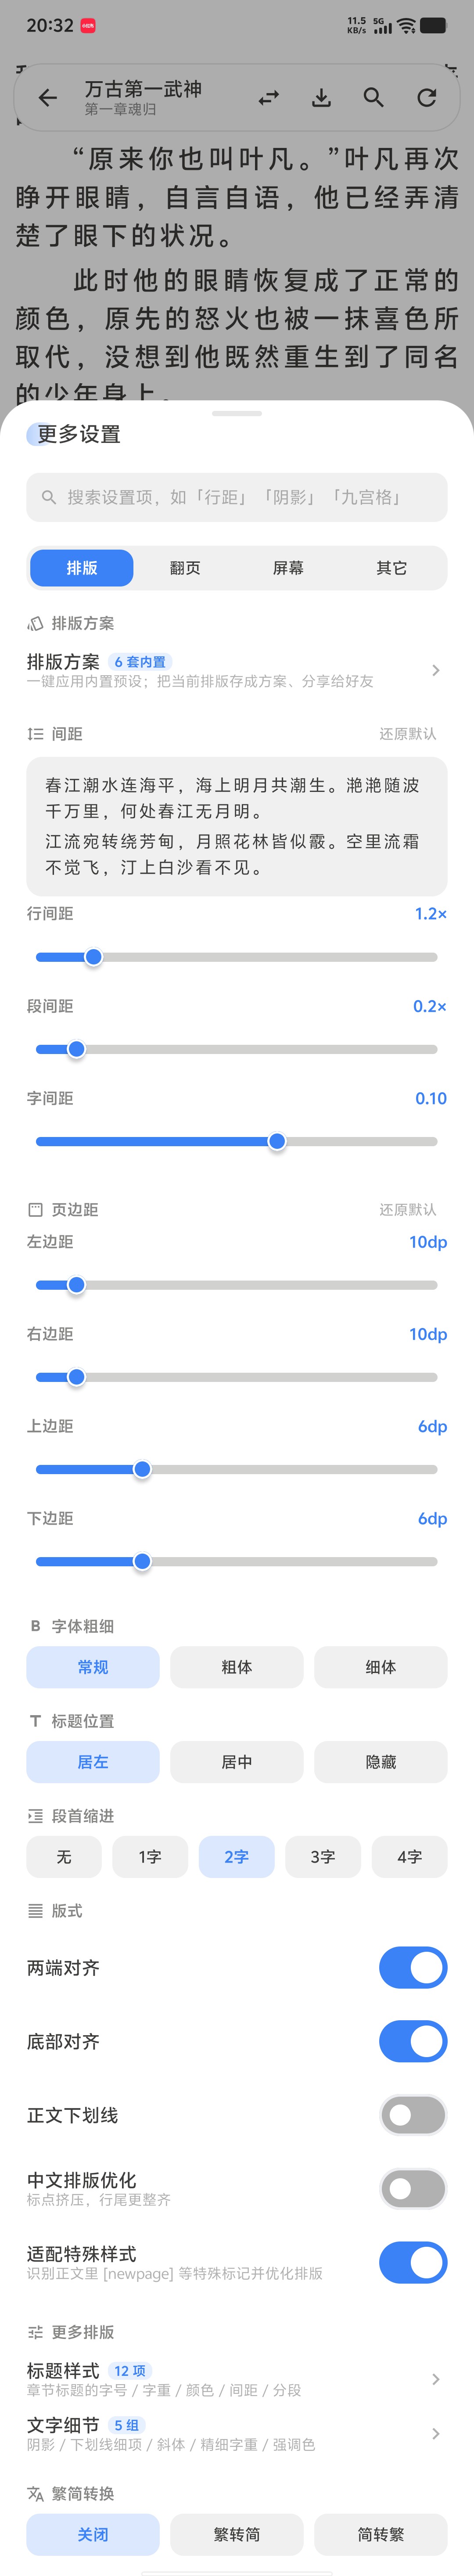 20:32
小红书
11.5 KB/s 5G
万古第一武神
第一章魂归
“原来你也叫叶凡。”叶凡再次
睁开眼睛，自言自语，他已经弄清
楚了眼下的状况。
此时他的眼睛恢复成了正常的
颜色，原先的怒火也被一抹喜色所
取代，没想到他既然重生到了同名
的少年身上。
更多设置
搜索设置项，如「行距」「阴影」「九宫格」
排版 翻页 屏幕 其它
排版方案
排版方案 6 套内置
一键应用内置预设；把当前排版存成方案、分享给好友
间距 还原默认
春江潮水连海平，海上明月共潮生。滟滟随波
千万里，何处春江无月明。
江流宛转绕芳甸，月照花林皆似霰。空里流霜
不觉飞，汀上白沙看不见。
行间距 1.2×
段间距 0.2×
字间距 0.10
页边距 还原默认
左边距 10dp
右边距 10dp
上边距 6dp
下边距 6dp
B 字体粗细
常规 粗体 细体
T 标题位置
居左 居中 隐藏
段首缩进
无 1字 2字 3字 4字
版式
两端对齐
底部对齐
正文下划线
中文排版优化
标点挤压，行尾更整齐
适配特殊样式
识别正文里 [newpage] 等特殊标记并优化排版
更多排版
标题样式 12 项
章节标题的字号 / 字重 / 颜色 / 间距 / 分段
文字细节 5 组
阴影 / 下划线细项 / 斜体 / 精细字重 / 强调色
繁简转换
关闭 繁转简 简转繁